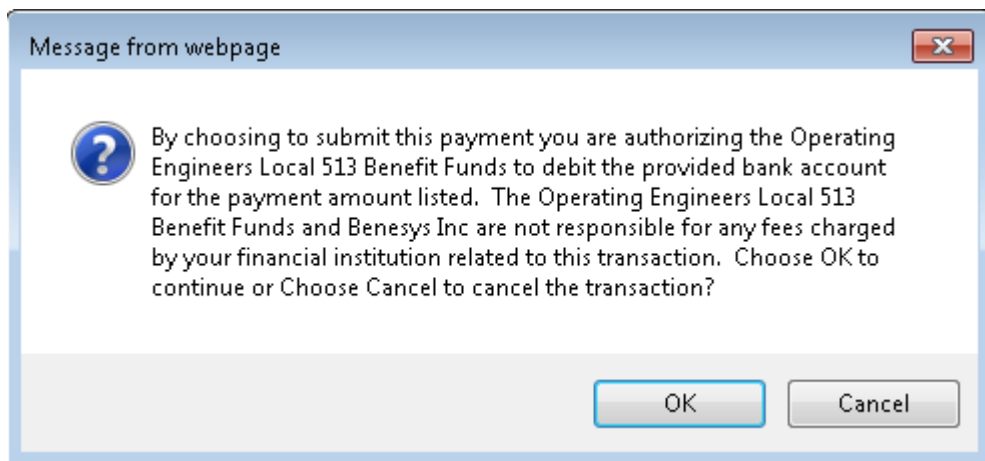 Message from webpage
By choosing to submit this payment you are authorizing the Operating
Engineers Local 513 Benefit Funds to debit the provided bank account
for the payment amount listed.  The Operating Engineers Local 513
Benefit Funds and Benesys Inc are not responsible for any fees charged
by your financial institution related to this transaction.  Choose OK to
continue or Choose Cancel to cancel the transaction?
OK
Cancel